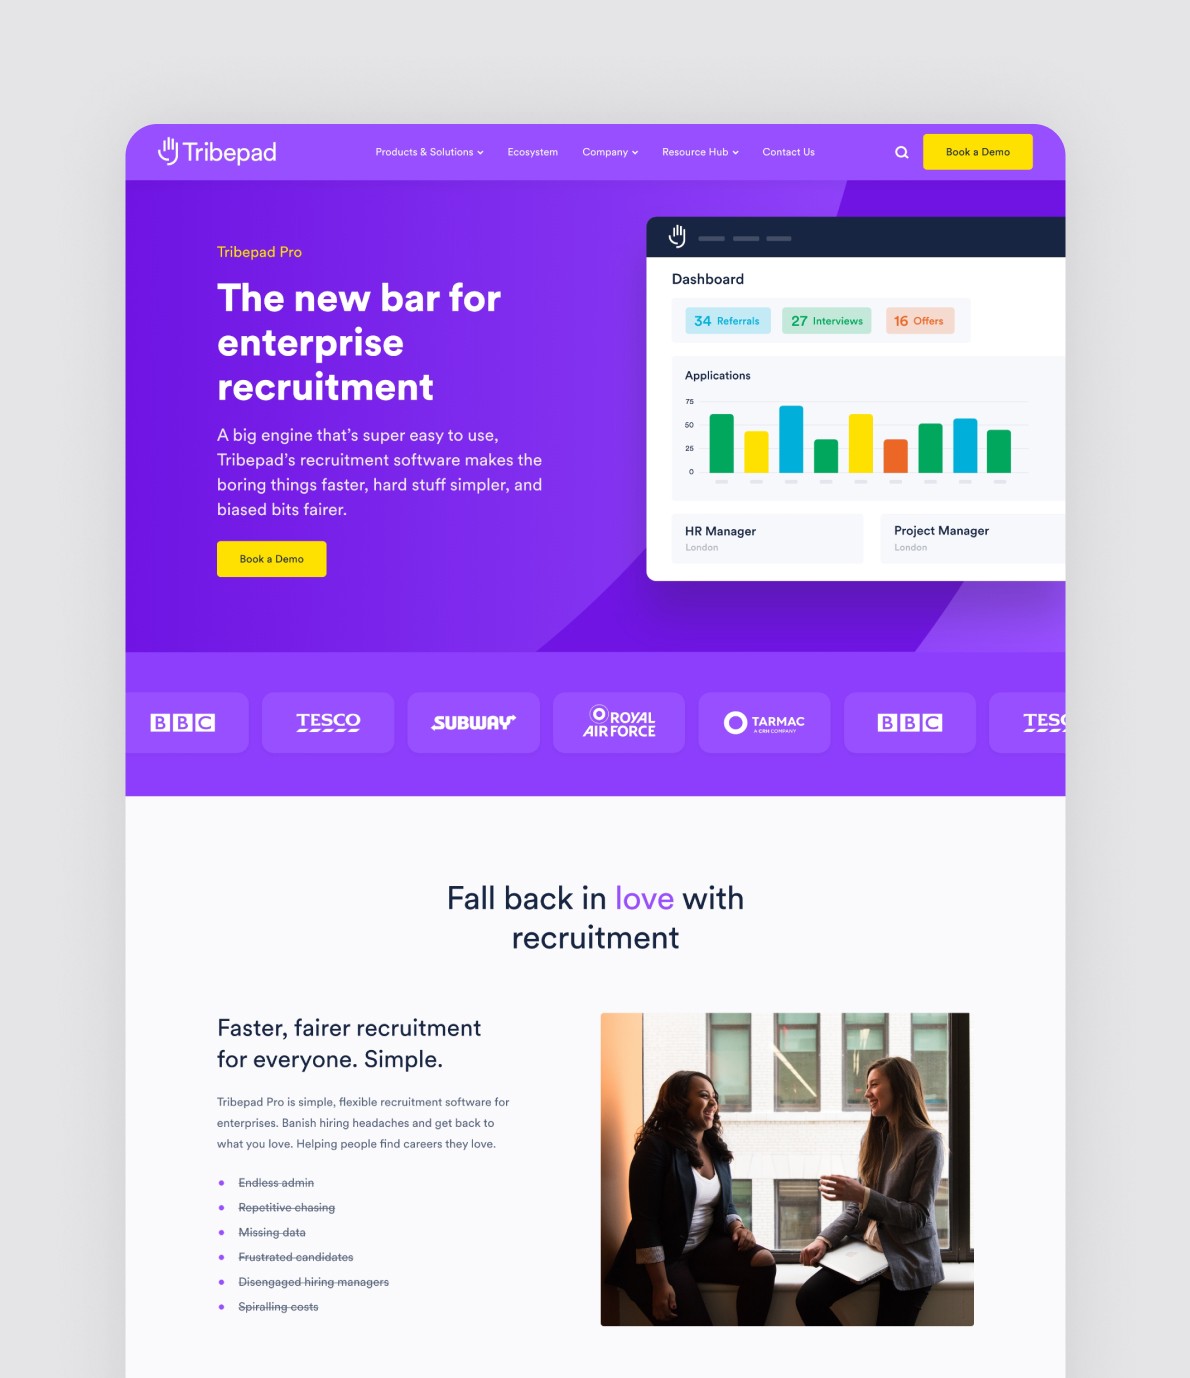 Tribepad
Products & Solutions
Ecosystem
Company
Resource Hub
Contact Us
Book a Demo
Tribepad Pro
The new bar for
enterprise
recruitment
A big engine that's super easy to use,
Tribepad's recruitment software makes the
boring things faster, hard stuff simpler, and
biased bits fairer.
Book a Demo
Dashboard
34 Referrals
27 Interviews
16 Offers
Applications
75
50
25
0
HR Manager
London
Project Manager
London
BBC
TESCO
SUBWAY
ROYAL
AIR FORCE
TARMAC
A CRH COMPANY
BBC
TESC
Fall back in love with
recruitment
Faster, fairer recruitment
for everyone. Simple.
Tribepad Pro is simple, flexible recruitment software for
enterprises. Banish hiring headaches and get back to
what you love. Helping people find careers they love.
Endless admin
Repetitive chasing
Missing data
Frustrated candidates
Disengaged hiring managers
Spiralling costs